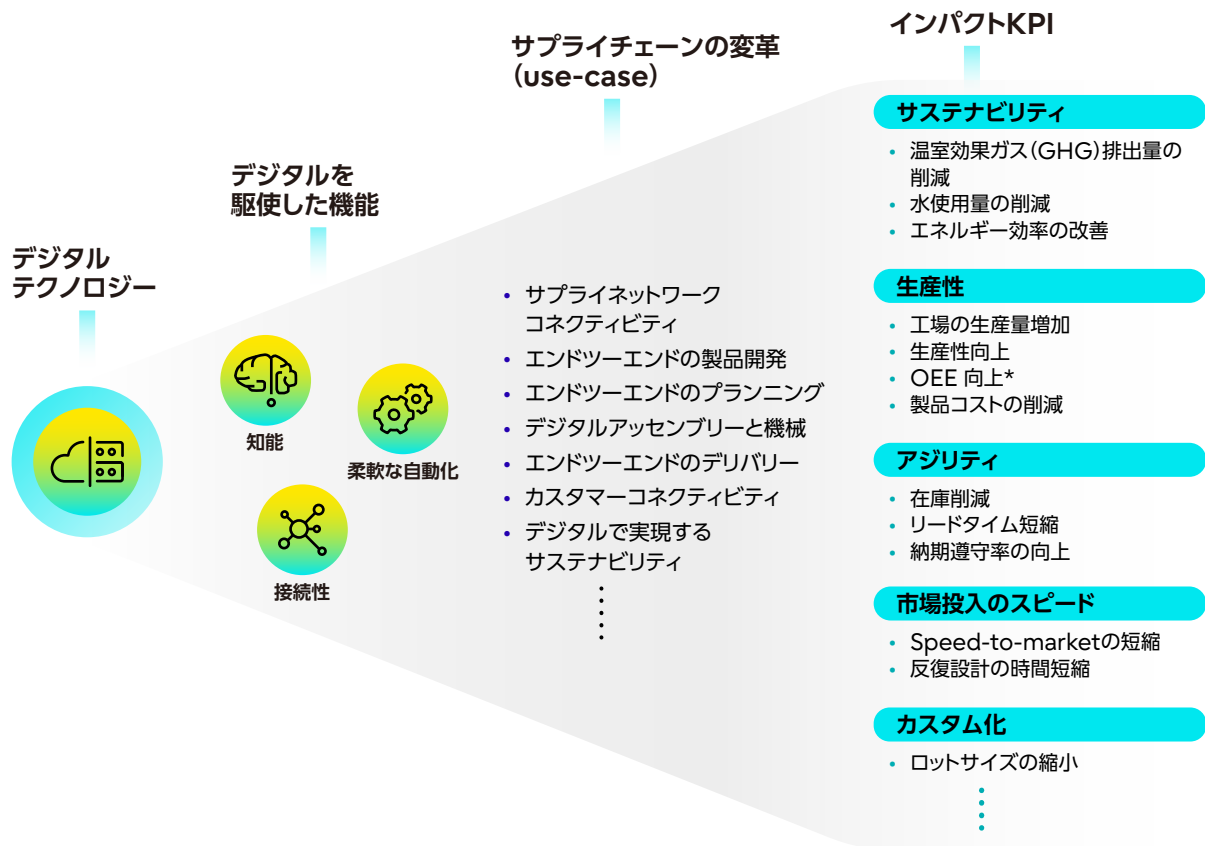 デジタル
テクノロジー
デジタルを
駆使した機能
知能
柔軟な自動化
接続性
サプライチェーンの変革
(use-case)
• サプライネットワーク
コネクティビティ
• エンドツーエンドの製品開発
• エンドツーエンドのプランニング
• デジタルアッセンブリーと機械
• エンドツーエンドのデリバリー
• カスタマーコネクティビティ
• デジタルで実現する
サステナビリティ
インパクトKPI
サステナビリティ
• 温室効果ガス(GHG)排出量の
削減
• 水使用量の削減
• エネルギー効率の改善
生産性
• 工場の生産量増加
• 生産性向上
• OEE 向上*
• 製品コストの削減
アジリティ
• 在庫削減
• リードタイム短縮
• 納期遵守率の向上
市場投入のスピード
• Speed-to-marketの短縮
• 反復設計の時間短縮
カスタム化
• ロットサイズの縮小